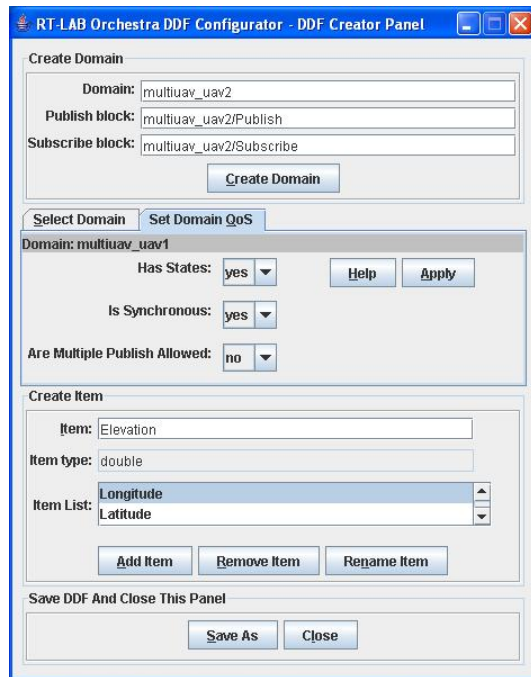 RT-LAB Orchestra DDF Configurator - DDF Creator Panel
Create Domain
Domain: multiuav_uav2
Publish block: multiuav_uav2/Publish
Subscribe block: multiuav_uav2/Subscribe
Create Domain
Select Domain Set Domain QoS
Domain: multiuav_uav1
Has States: yes Help Apply
Is Synchronous: yes
Are Multiple Publish Allowed: no
Create Item
Item: Elevation
Item type: double
Item List: Longitude
Latitude
Add Item Remove Item Rename Item
Save DDF And Close This Panel
Save As Close